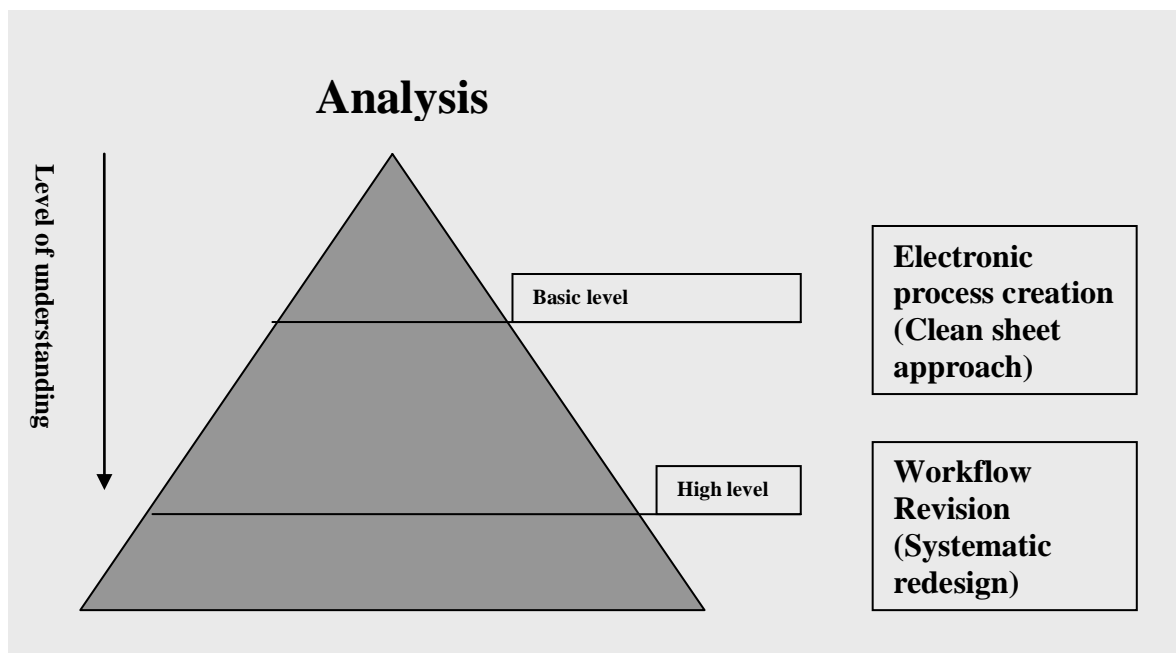 Analysis
Level of understanding
Basic level
Electronic
process creation
(Clean sheet
approach)
High level
Workflow
Revision
(Systematic
redesign)